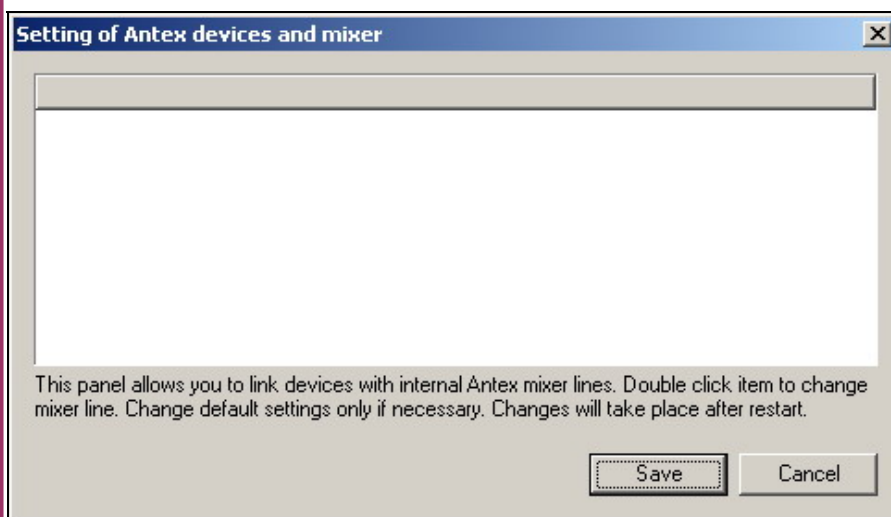 Setting of Antex devices and mixer
This panel allows you to link devices with internal Antex mixer lines. Double click item to change
mixer line. Change default settings only if necessary. Changes will take place after restart.
Save
Cancel